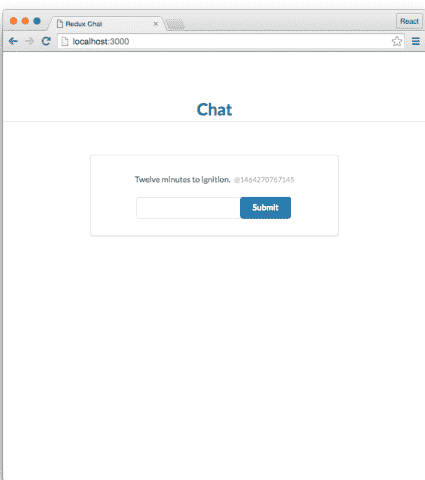 Redux Chat
React
localhost:3000
Chat
Twelve minutes to ignition. @1464270767145
Submit